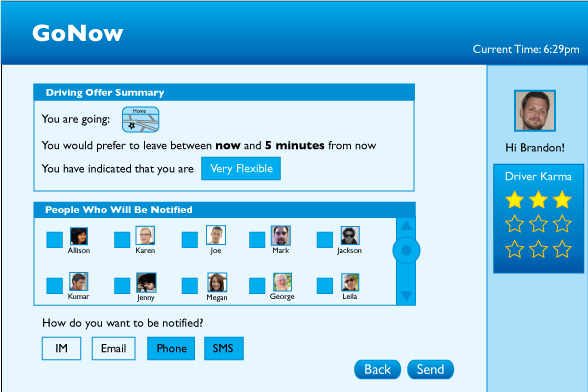 GoNow
Current Time: 6:29pm
Driving Offer Summary
You are going: Home
You would prefer to leave between now and 5 minutes from now
You have indicated that you are Very Flexible
Hi Brandon!
Driver Karma
People Who Will Be Notified
Allison Karen Joe Mark Jackson
Kumar Jenny Megan George Leila
How do you want to be notified?
IM Email Phone SMS
Back Send